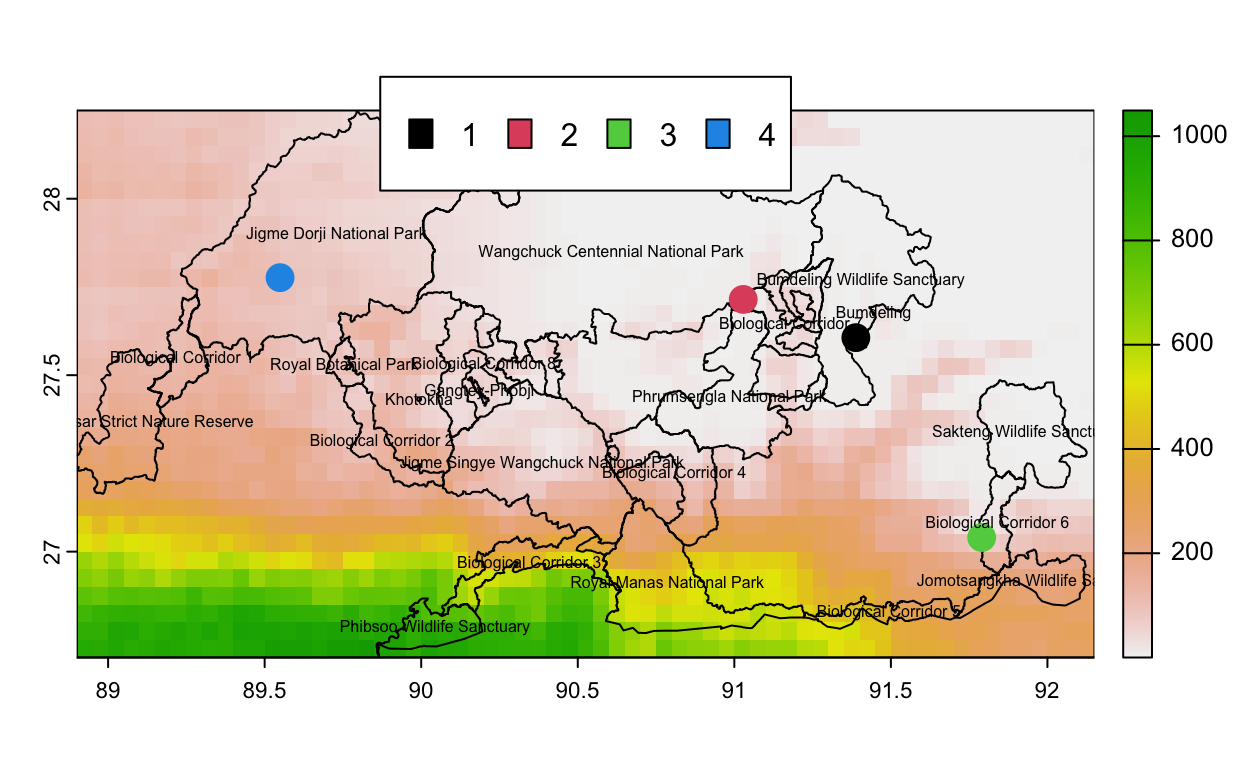 1 2 3 4
1000
28
Jigme Dorji National Park
800
Wangchuck Centennial National Park
Bumdeling Wildlife Sanctuary
Bumdeling
Biological Corridor
600
Biological Corridor 1
Royal Botanical Park
Biological Corridor 8
27.5
Gangtey-Phobji
Khotokha
Phrumsengla National Park
sar Strict Nature Reserve
Sakteng Wildlife Sanctu
400
Biological Corridor 2
Jigme Singye Wangchuck National Park
Biological Corridor 4
Biological Corridor 6
27
200
Biological Corridor 3
Royal Manas National Park
Jomotsangkha Wildlife Sa
Biological Corridor 5
Phibsoo Wildlife Sanctuary
89 89.5 90 90.5 91 91.5 92